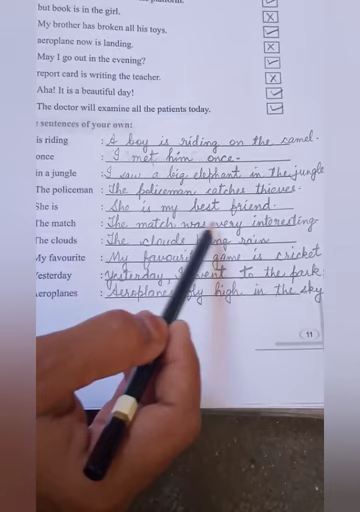 but book is in the girl.
My brother has broken all his toys.
aeroplane now is landing.
May I go out in the evening?
report card is writing the teacher.
Aha! It is a beautiful day!
The doctor will examine all the patients today.
sentences of your own:
is riding : A boy is riding on the camel.
once : I met him once.
in a jungle : I saw a big elephant in the jungle
The policeman : The policeman catches thieves.
She is : She is my best friend.
The match : The match was very interesting.
The clouds : The clouds rain
My favourite : My favourite game is cricket
Yesterday : Yesterday, I went to the park
Aeroplanes : Aeroplanes fly high in the sky
11